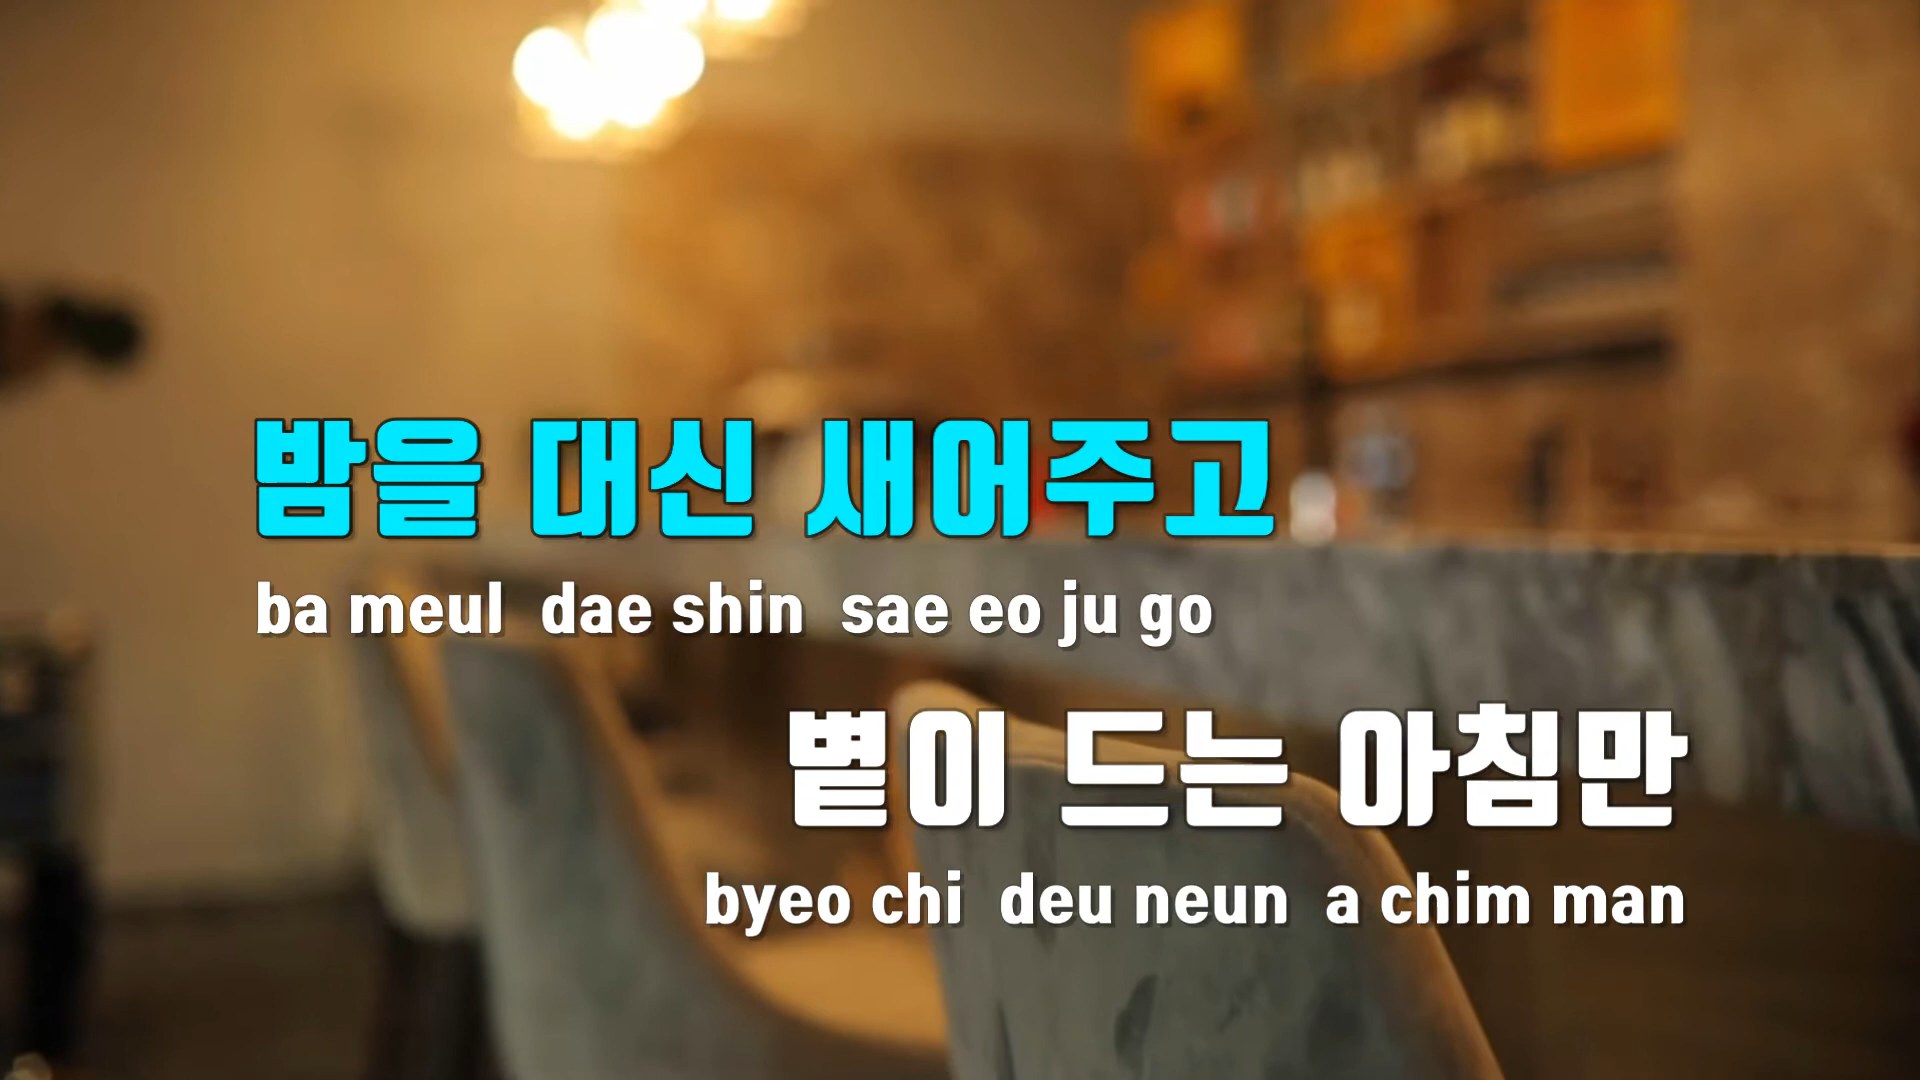 밤을 대신 새어주고
ba meul dae shin sae eo ju go
볕이 드는 아침만
byeo chi deu neun a chim man